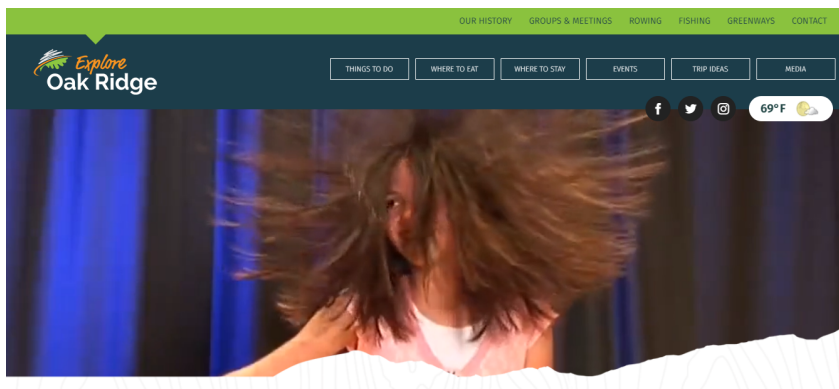 OUR HISTORY GROUPS & MEETINGS ROWING FISHING GREENWAYS CONTACT
Explore
Oak Ridge
THINGS TO DO WHERE TO EAT WHERE TO STAY EVENTS TRIP IDEAS MEDIA
69°F